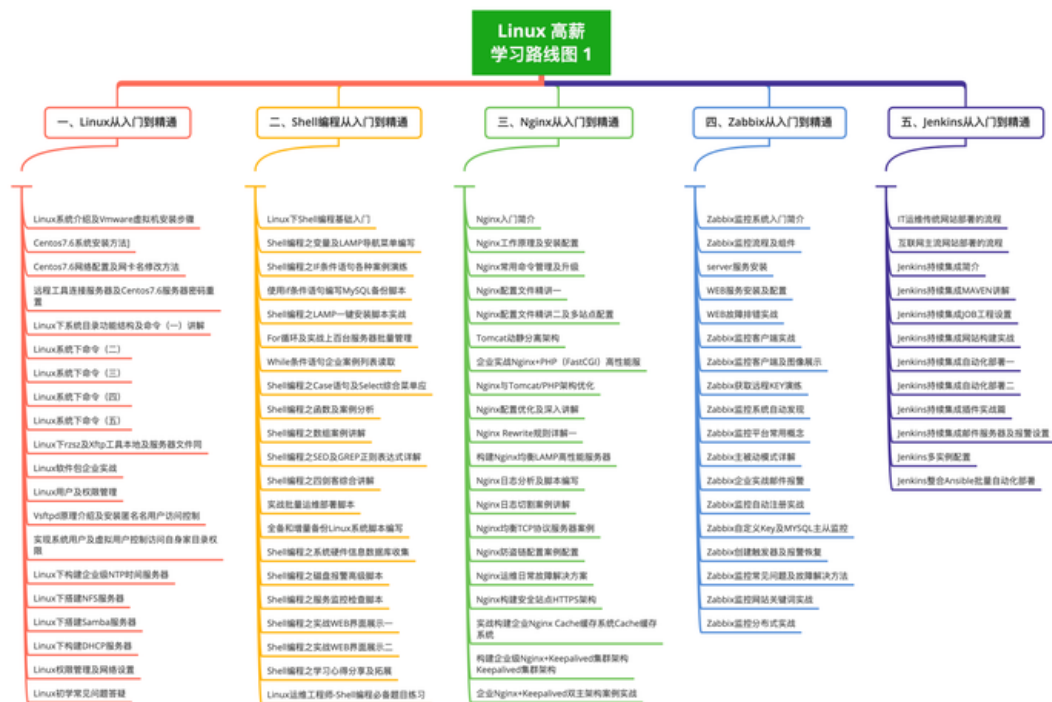 Linux 高薪
学习路线图 1
一、Linux从入门到精通
Linux系统介绍及Vmware虚拟机安装步骤
Centos7.6系统安装方法]
Centos7.6网络配置及网卡名修改方法
远程工具连接服务器及Centos7.6服务器密码重
置
Linux下系统目录功能结构及命令（一）讲解
Linux系统下命令（二）
Linux系统下命令（三）
Linux系统下命令（四）
Linux系统下命令（五）
Linux下rzsz及Xftp工具本地及服务器文件同
Linux软件包企业实战
Linux用户及权限管理
Vsftpd原理介绍及安装匿名名用户访问控制
实现系统用户及虚拟用户控制访问自身家目录权
限
Linux下构建企业级NTP时间服务器
Linux下搭建NFS服务器
Linux下搭建Samba服务器
Linux下构建DHCP服务器
Linux权限管理及网络设置
Linux初学常见问题答疑
二、Shell编程从入门到精通
Linux下Shell编程基础入门
Shell编程之变量及LAMP导航菜单编写
Shell编程之IF条件语句各种案例演练
使用if条件语句编写MySQL备份脚本
Shell编程之LAMP一键安装脚本实战
For循环及实战上百台服务器批量管理
While条件语句企业案例列表读取
Shell编程之Case语句及Select综合菜单应
Shell编程之函数及案例分析
Shell编程之数组案例讲解
Shell编程之SED及GREP正则表达式详解
Shell编程之四剑客综合讲解
实战批量运维部署脚本
全备和增量备份Linux系统脚本编写
Shell编程之系统硬件信息数据库收集
Shell编程之磁盘报警高级脚本
Shell编程之服务监控检查脚本
Shell编程之实战WEB界面展示一
Shell编程之实战WEB界面展示二
Shell编程之学习心得分享及拓展
Linux运维工程师-Shell编程必备题目练习
三、Nginx从入门到精通
Nginx入门简介
Nginx工作原理及安装配置
Nginx常用命令管理及升级
Nginx配置文件精讲一
Nginx配置文件精讲二及多站点配置
Tomcat动静分离架构
企业实战Nginx+PHP（FastCGI）高性能服
Nginx与Tomcat/PHP架构优化
Nginx配置优化及深入讲解
Nginx Rewrite规则详解一
构建Nginx均衡LAMP高性能服务器
Nginx日志分析及脚本编写
Nginx日志切割案例讲解
Nginx均衡TCP协议服务器案例
Nginx防盗链配置案例配置
Nginx运维日常故障解决方案
Nginx构建安全站点HTTPS架构
实战构建企业Nginx Cache缓存系统Cache缓存
系统
构建企业级Nginx+Keepalived集群架构
Keepalived集群架构
企业Nginx+Keepalived双主架构案例实战
四、Zabbix从入门到精通
Zabbix监控系统入门简介
Zabbix监控流程及组件
server服务安装
WEB服务安装及配置
WEB故障排错实战
Zabbix监控客户端实战
Zabbix监控客户端及图像展示
Zabbix获取远程KEY演练
Zabbix监控系统自动发现
Zabbix监控平台常用概念
Zabbix主被动模式详解
Zabbix企业实战邮件报警
Zabbix监控自动注册实战
Zabbix自定义Key及MYSQL主从监控
Zabbix创建触发器及报警恢复
Zabbix监控常见问题及故障解决方法
Zabbix监控网站关键词实战
Zabbix监控分布式实战
五、Jenkins从入门到精通
IT运维传统网站部署的流程
互联网主流网站部署的流程
Jenkins持续集成简介
Jenkins持续集成MAVEN讲解
Jenkins持续集成JOB工程设置
Jenkins持续集成网站构建实战
Jenkins持续集成自动化部署一
Jenkins持续集成自动化部署二
Jenkins持续集成插件实战篇
Jenkins持续集成邮件服务器及报警设置
Jenkins多实例配置
Jenkins整合Ansible批量自动化部署